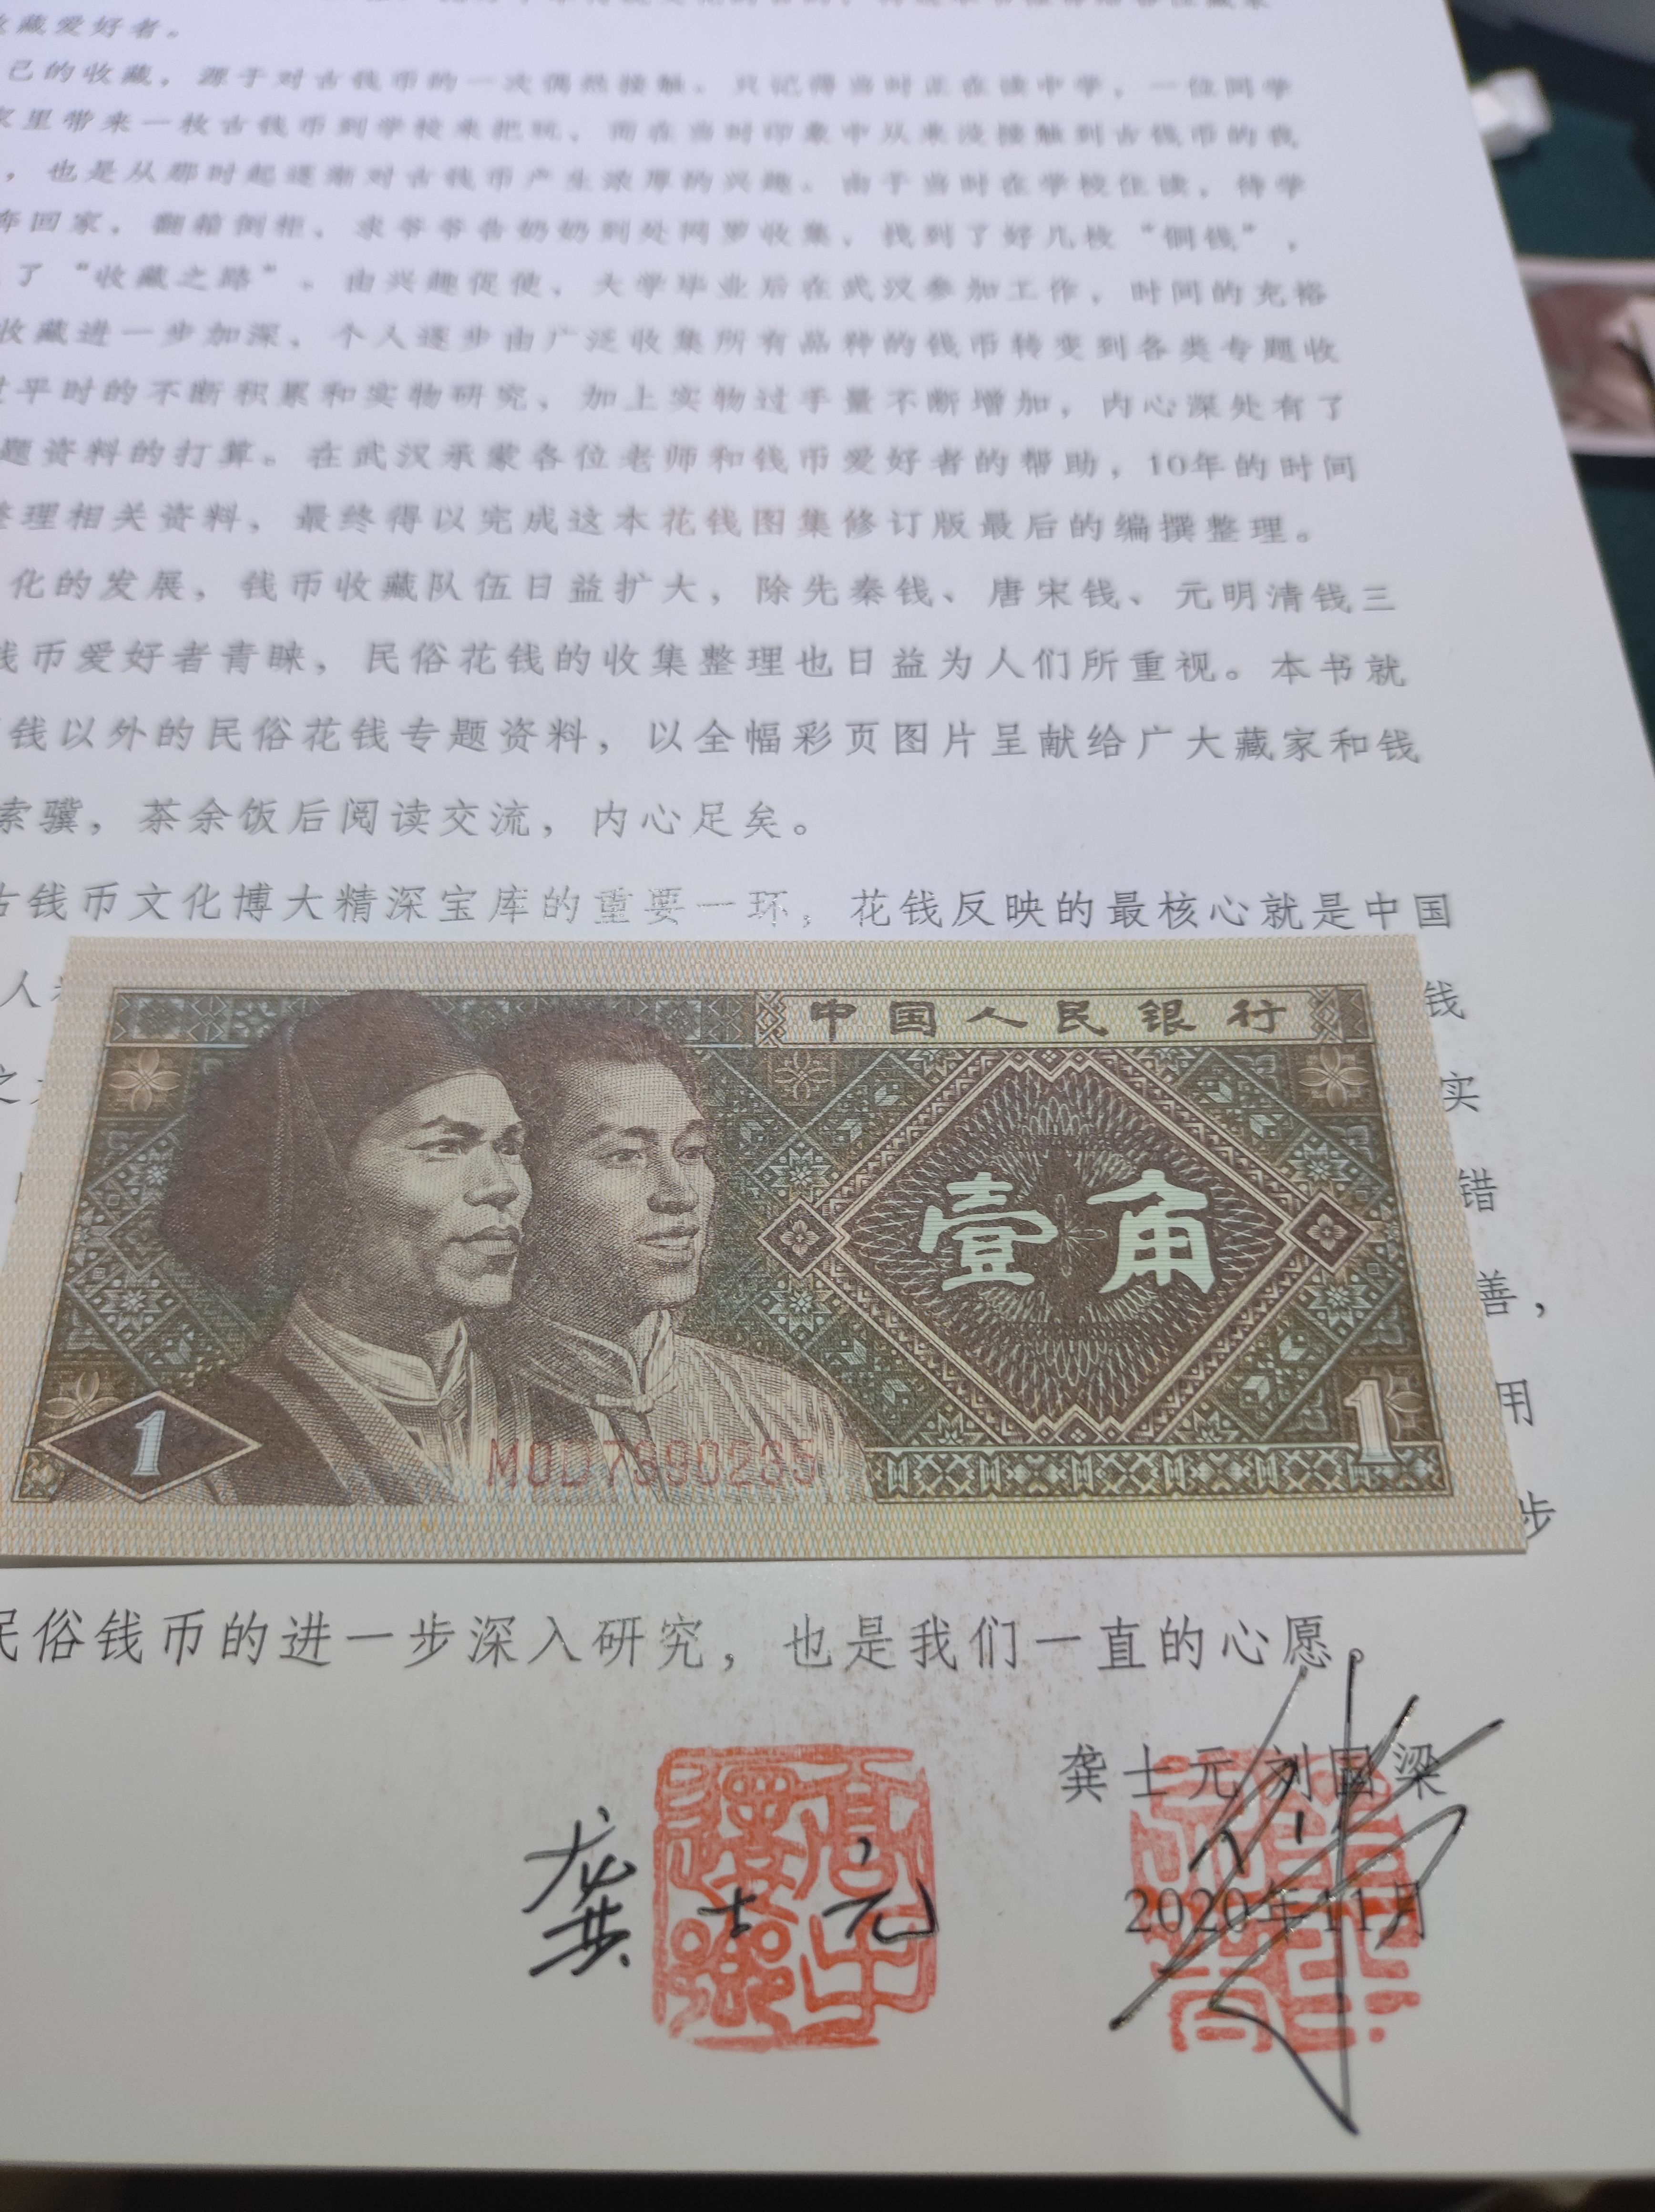 收藏爱好者。
己的收藏，源于对古钱币的一次偶然接触。只记得当时正在读中学，一位同学
家里带来一枚古钱币到学校来把玩，而在当时印象中从来没接触到古钱币的我
，也是从那时起逐渐对古钱币产生浓厚的兴趣。由于当时在学校住读，待学
奔回家，翻箱倒柜，求爷爷告奶奶到处网罗收集，找到了好几枚“铜钱”，
了“收藏之路”。由兴趣促使，大学毕业后在武汉参加工作，时间的充裕
收藏进一步加深，个人逐步由广泛收集所有品种的钱币转变到各类专题收
过平时的不断积累和实物研究，加上实物过手量不断增加，内心深处有了
题资料的打算。在武汉承蒙各位老师和钱币爱好者的帮助，10年的时间
整理相关资料，最终得以完成这本花钱图集修订版最后的编撰整理。
化的发展，钱币收藏队伍日益扩大，除先秦钱、唐宋钱、元明清钱三
钱币爱好者青睐，民俗花钱的收集整理也日益为人们所重视。本书就
钱以外的民俗花钱专题资料，以全幅彩页图片呈献给广大藏家和钱
索骥，茶余饭后阅读交流，内心足矣。
古钱币文化博大精深宝库的重要一环，花钱反映的最核心就是中国
人 钱
之 实
错
善，
用
步
中国人民银行
壹角
1
1
M0D7390235
民俗钱币的进一步深入研究，也是我们一直的心愿。
龚士元 刘国梁
2020年11月
龚士元